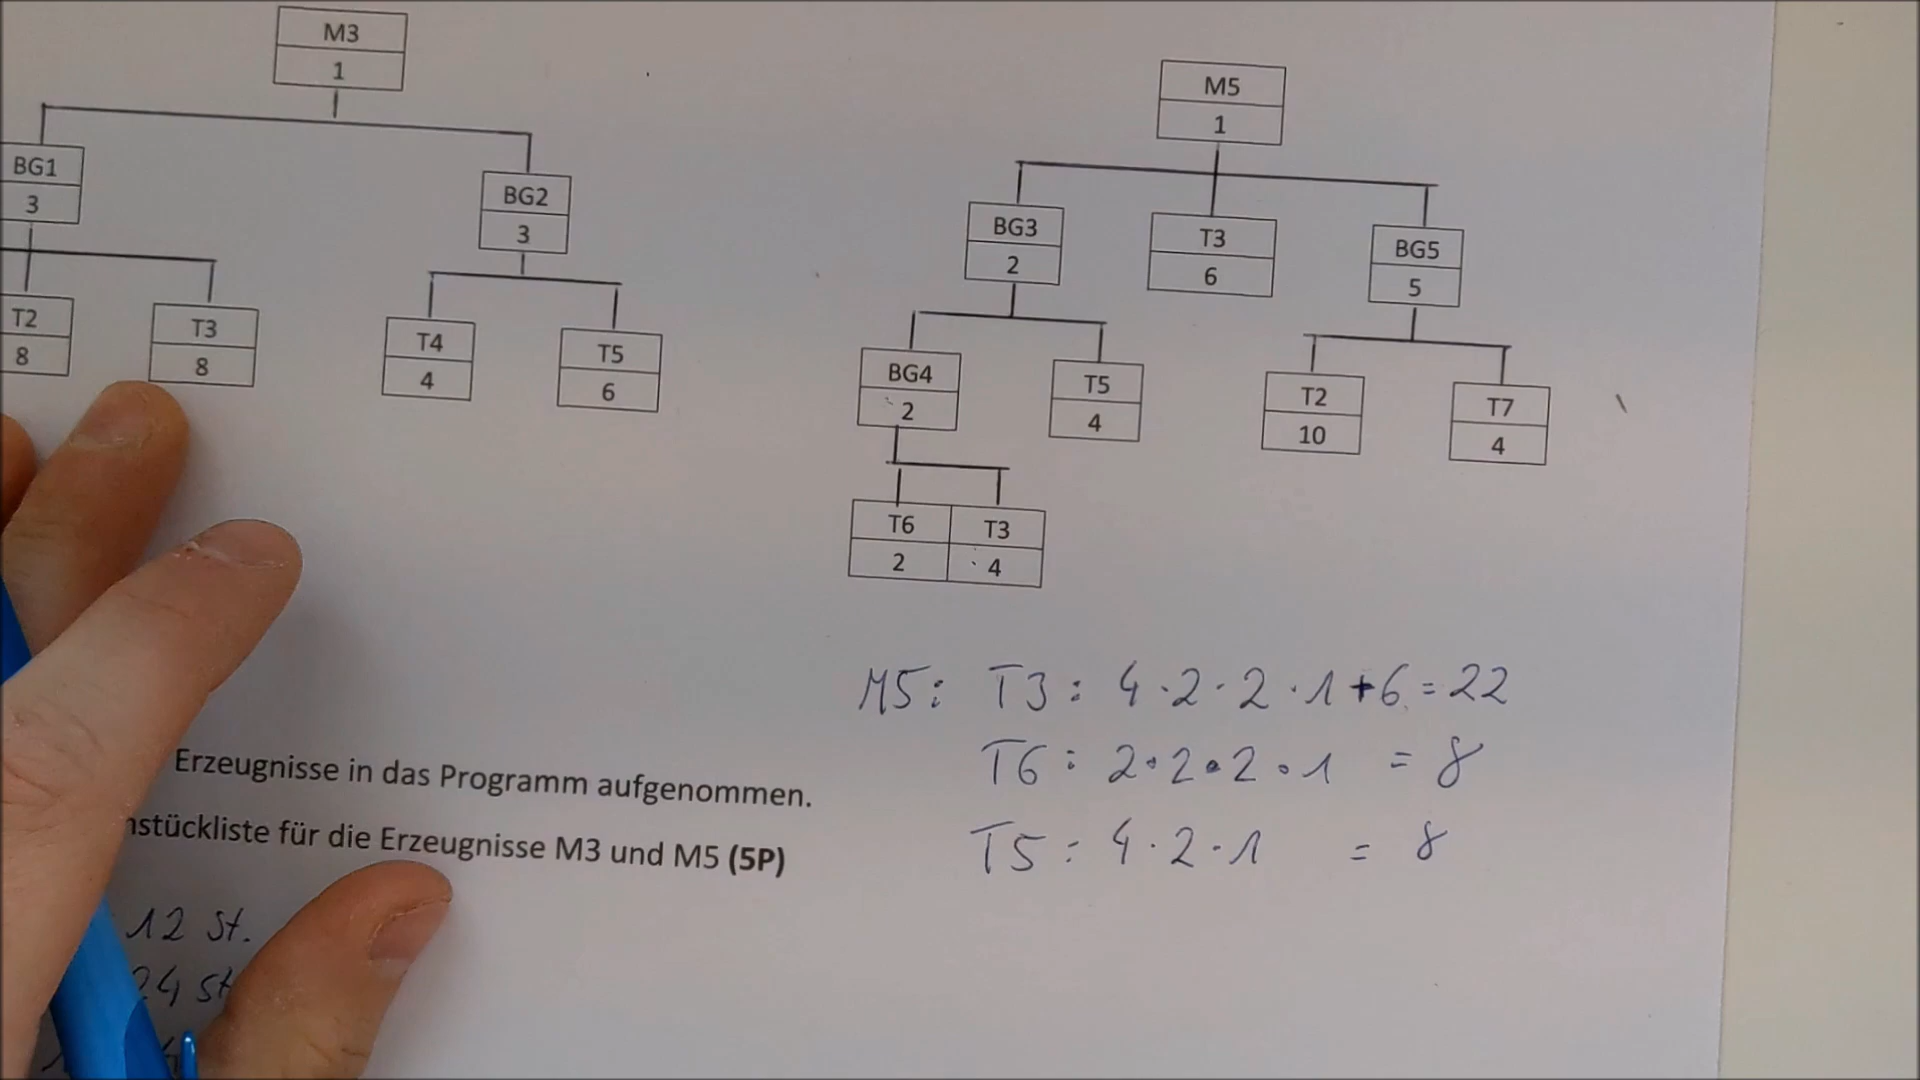 M3
1
M5
1
BG1
3
BG2
3
BG3
2
T3
6
BG5
5
T2
8
T3
8
T4
4
T5
6
BG4
2
T5
4
T2
10
T7
4
T6
2
T3
4
M5: T3: 4·2·2·1+6=22
T6: 2·2·2·1 = 8
T5: 4·2·1 = 8
Erzeugnisse in das Programm aufgenommen.
nstückliste für die Erzeugnisse M3 und M5 (5P)
12 St.
24 St